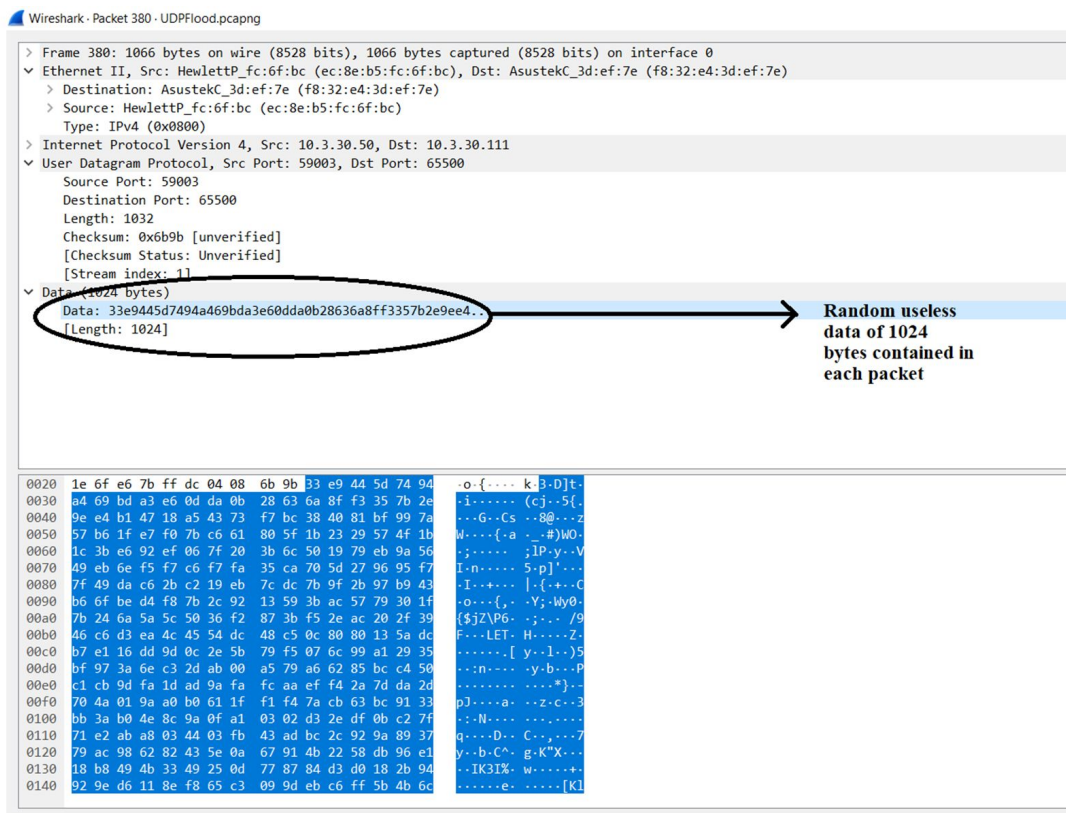 Wireshark · Packet 380 · UDPFlood.pcapng
> Frame 380: 1066 bytes on wire (8528 bits), 1066 bytes captured (8528 bits) on interface 0
Ethernet II, Src: HewlettP_fc:6f:bc (ec:8e:b5:fc:6f:bc), Dst: AsustekC_3d:ef:7e (f8:32:e4:3d:ef:7e)
> Destination: AsustekC_3d:ef:7e (f8:32:e4:3d:ef:7e)
> Source: HewlettP_fc:6f:bc (ec:8e:b5:fc:6f:bc)
Type: IPv4 (0x0800)
> Internet Protocol Version 4, Src: 10.3.30.50, Dst: 10.3.30.111
User Datagram Protocol, Src Port: 59003, Dst Port: 65500
Source Port: 59003
Destination Port: 65500
Length: 1032
Checksum: 0x6b9b [unverified]
[Checksum Status: Unverified]
[Stream index: 1]
Data (1024 bytes)
Data: 33e9445d7494a469bda3e60dda0b28636a8ff3357b2e9ee4..
[Length: 1024]
Random useless
data of 1024
bytes contained in
each packet
0020 1e 6f e6 7b ff dc 04 08 6b 9b 33 e9 44 5d 74 94 ·o·{···· k·3·D]t·
0030 a4 69 bd a3 e6 0d da 0b 28 63 6a 8f f3 35 7b 2e ·i······ (cj··5{.
0040 9e e4 b1 47 18 a5 43 73 f7 bc 38 40 81 bf 99 7a ···G··Cs ··8@···z
0050 57 b6 1f e7 f0 7b c6 61 80 5f 1b 23 29 57 4f 1b W····{·a ·_·#)WO·
0060 1c 3b e6 92 ef 06 7f 20 3b 6c 50 19 79 eb 9a 56 ·;·····  ;lP·y··V
0070 49 eb 6e f5 f7 c6 f7 fa 35 ca 70 5d 27 96 95 f7 I·n····· 5·p]'···
0080 7f 49 da c6 2b c2 19 eb 7c dc 7b 9f 2b 97 b9 43 ·I··+··· |·{·+··C
0090 b6 6f be d4 f8 7b 2c 92 13 59 3b ac 57 79 30 1f ·o···{,· ·Y;·Wy0·
00a0 7b 24 6a 5a 5c 50 36 f2 87 3b f5 2e ac 20 2f 39 {$jZ\P6· ·;·.· /9
00b0 46 c6 d3 ea 4c 45 54 dc 48 c5 0c 80 80 13 5a dc F···LET· H·····Z·
00c0 b7 e1 16 dd 9d 0c 2e 5b 79 f5 07 6c 99 a1 29 35 ······.[ y··l··)5
00d0 bf 97 3a 6e c3 2d ab 00 a5 79 a6 62 85 bc c4 50 ··:n·-·· ·y·b···P
00e0 c1 cb 9d fa 1d ad 9a fa fc aa ef f4 2a 7d da 2d ········ ····*}·-
00f0 70 4a 01 9a a0 b0 61 1f f1 f4 7a cb 63 bc 91 33 pJ····a· ··z·c··3
0100 bb 3a b0 4e 8c 9a 0f a1 03 02 d3 2e df 0b c2 7f ·:·N···· ···.····
0110 71 e2 ab a8 03 44 03 fb 43 ad bc 2c 92 9a 89 37 q····D·· C··,···7
0120 79 ac 98 62 82 43 5e 0a 67 91 4b 22 58 db 96 e1 y··b·C^· g·K"X···
0130 18 b8 49 4b 33 49 25 0d 77 87 84 d3 d0 18 2b 94 ··IK3I%· w·····+·
0140 92 9e d6 11 8e f8 65 c3 09 9d eb c6 ff 5b 4b 6c ······e· ·····[Kl